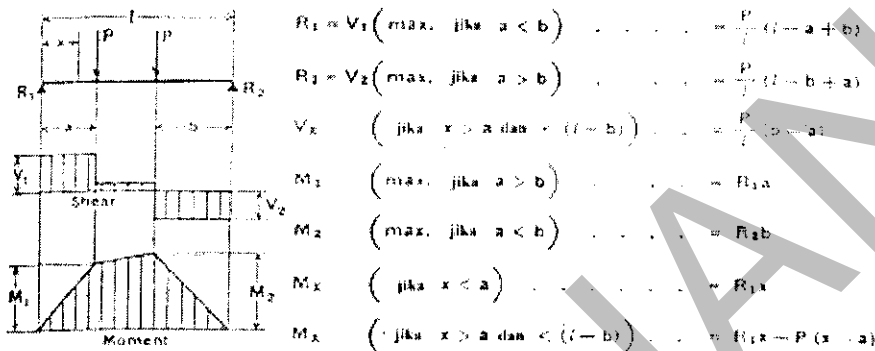 l
x P P
R₁ R₂
a b
V₁
Shear V₂
M₁ M₂
Moment
R₁ = V₁ (max. jika a < b) . . . . = P/l (l – a + b)
R₂ = V₂ (max. jika a > b) . . . . = P/l (l – b + a)
Vx (jika x > a dan < (l – b)) . . . = P/l (b – a)
M₁ (max. jika a > b) . . . . = R₁a
M₂ (max. jika a < b) . . . . = R₂b
Mx (jika x < a) . . . . . = R₁x
Mx (jika x > a dan < (l – b)) . . = R₁x – P (x – a)